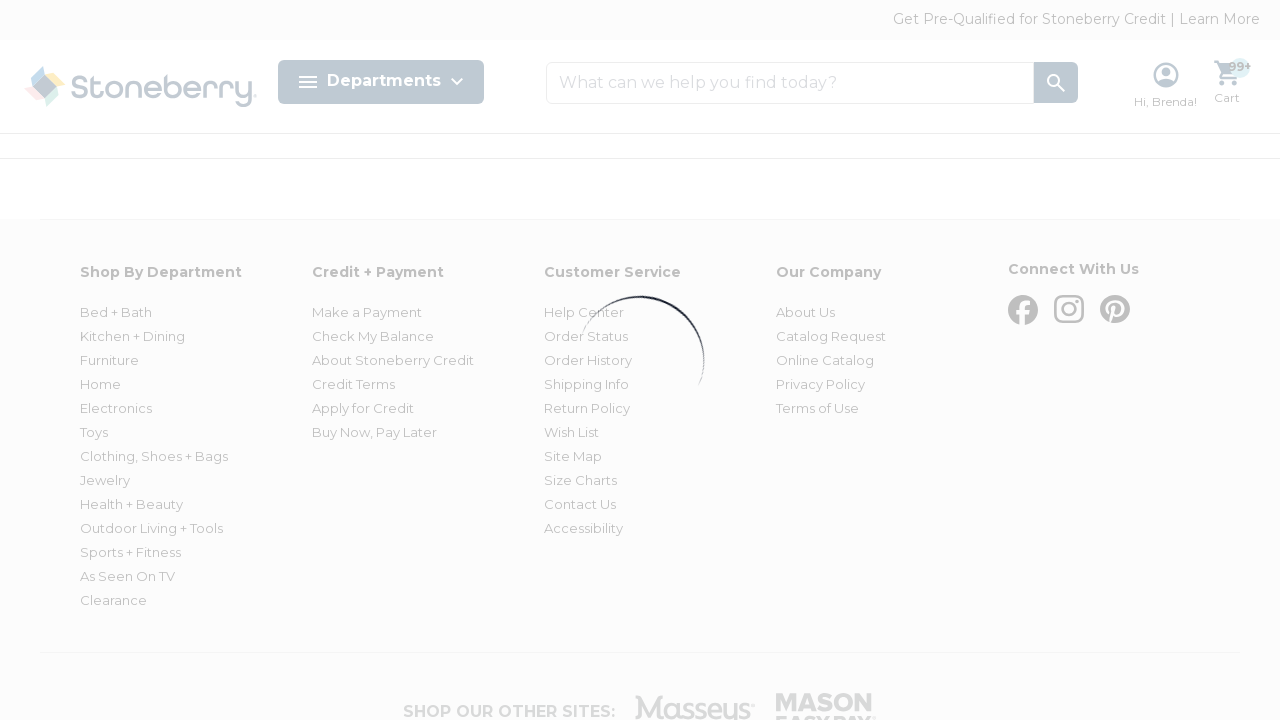 Get Pre-Qualified for Stoneberry Credit | Learn More
Stoneberry
Departments
What can we help you find today?
Hi, Brenda!
99+
Cart
Shop By Department
Bed + Bath
Kitchen + Dining
Furniture
Home
Electronics
Toys
Clothing, Shoes + Bags
Jewelry
Health + Beauty
Outdoor Living + Tools
Sports + Fitness
As Seen On TV
Clearance
Credit + Payment
Make a Payment
Check My Balance
About Stoneberry Credit
Credit Terms
Apply for Credit
Buy Now, Pay Later
Customer Service
Help Center
Order Status
Order History
Shipping Info
Return Policy
Wish List
Site Map
Size Charts
Contact Us
Accessibility
Our Company
About Us
Catalog Request
Online Catalog
Privacy Policy
Terms of Use
Connect With Us
SHOP OUR OTHER SITES:
Masseys
MASON
EASY PAY